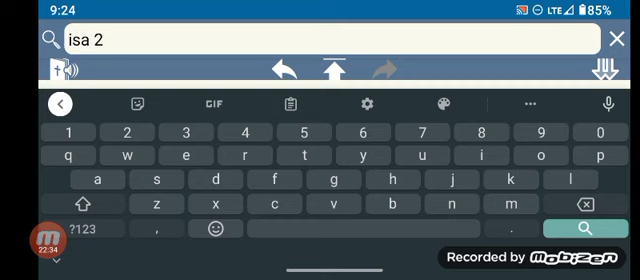 9:24 LTE 85%
isa 2
GIF
1 2 3 4 5 6 7 8 9 0
q w e r t y u i o p
a s d f g h j k l
z x c v b n m
?123 , .
22:34
Recorded by mobizen